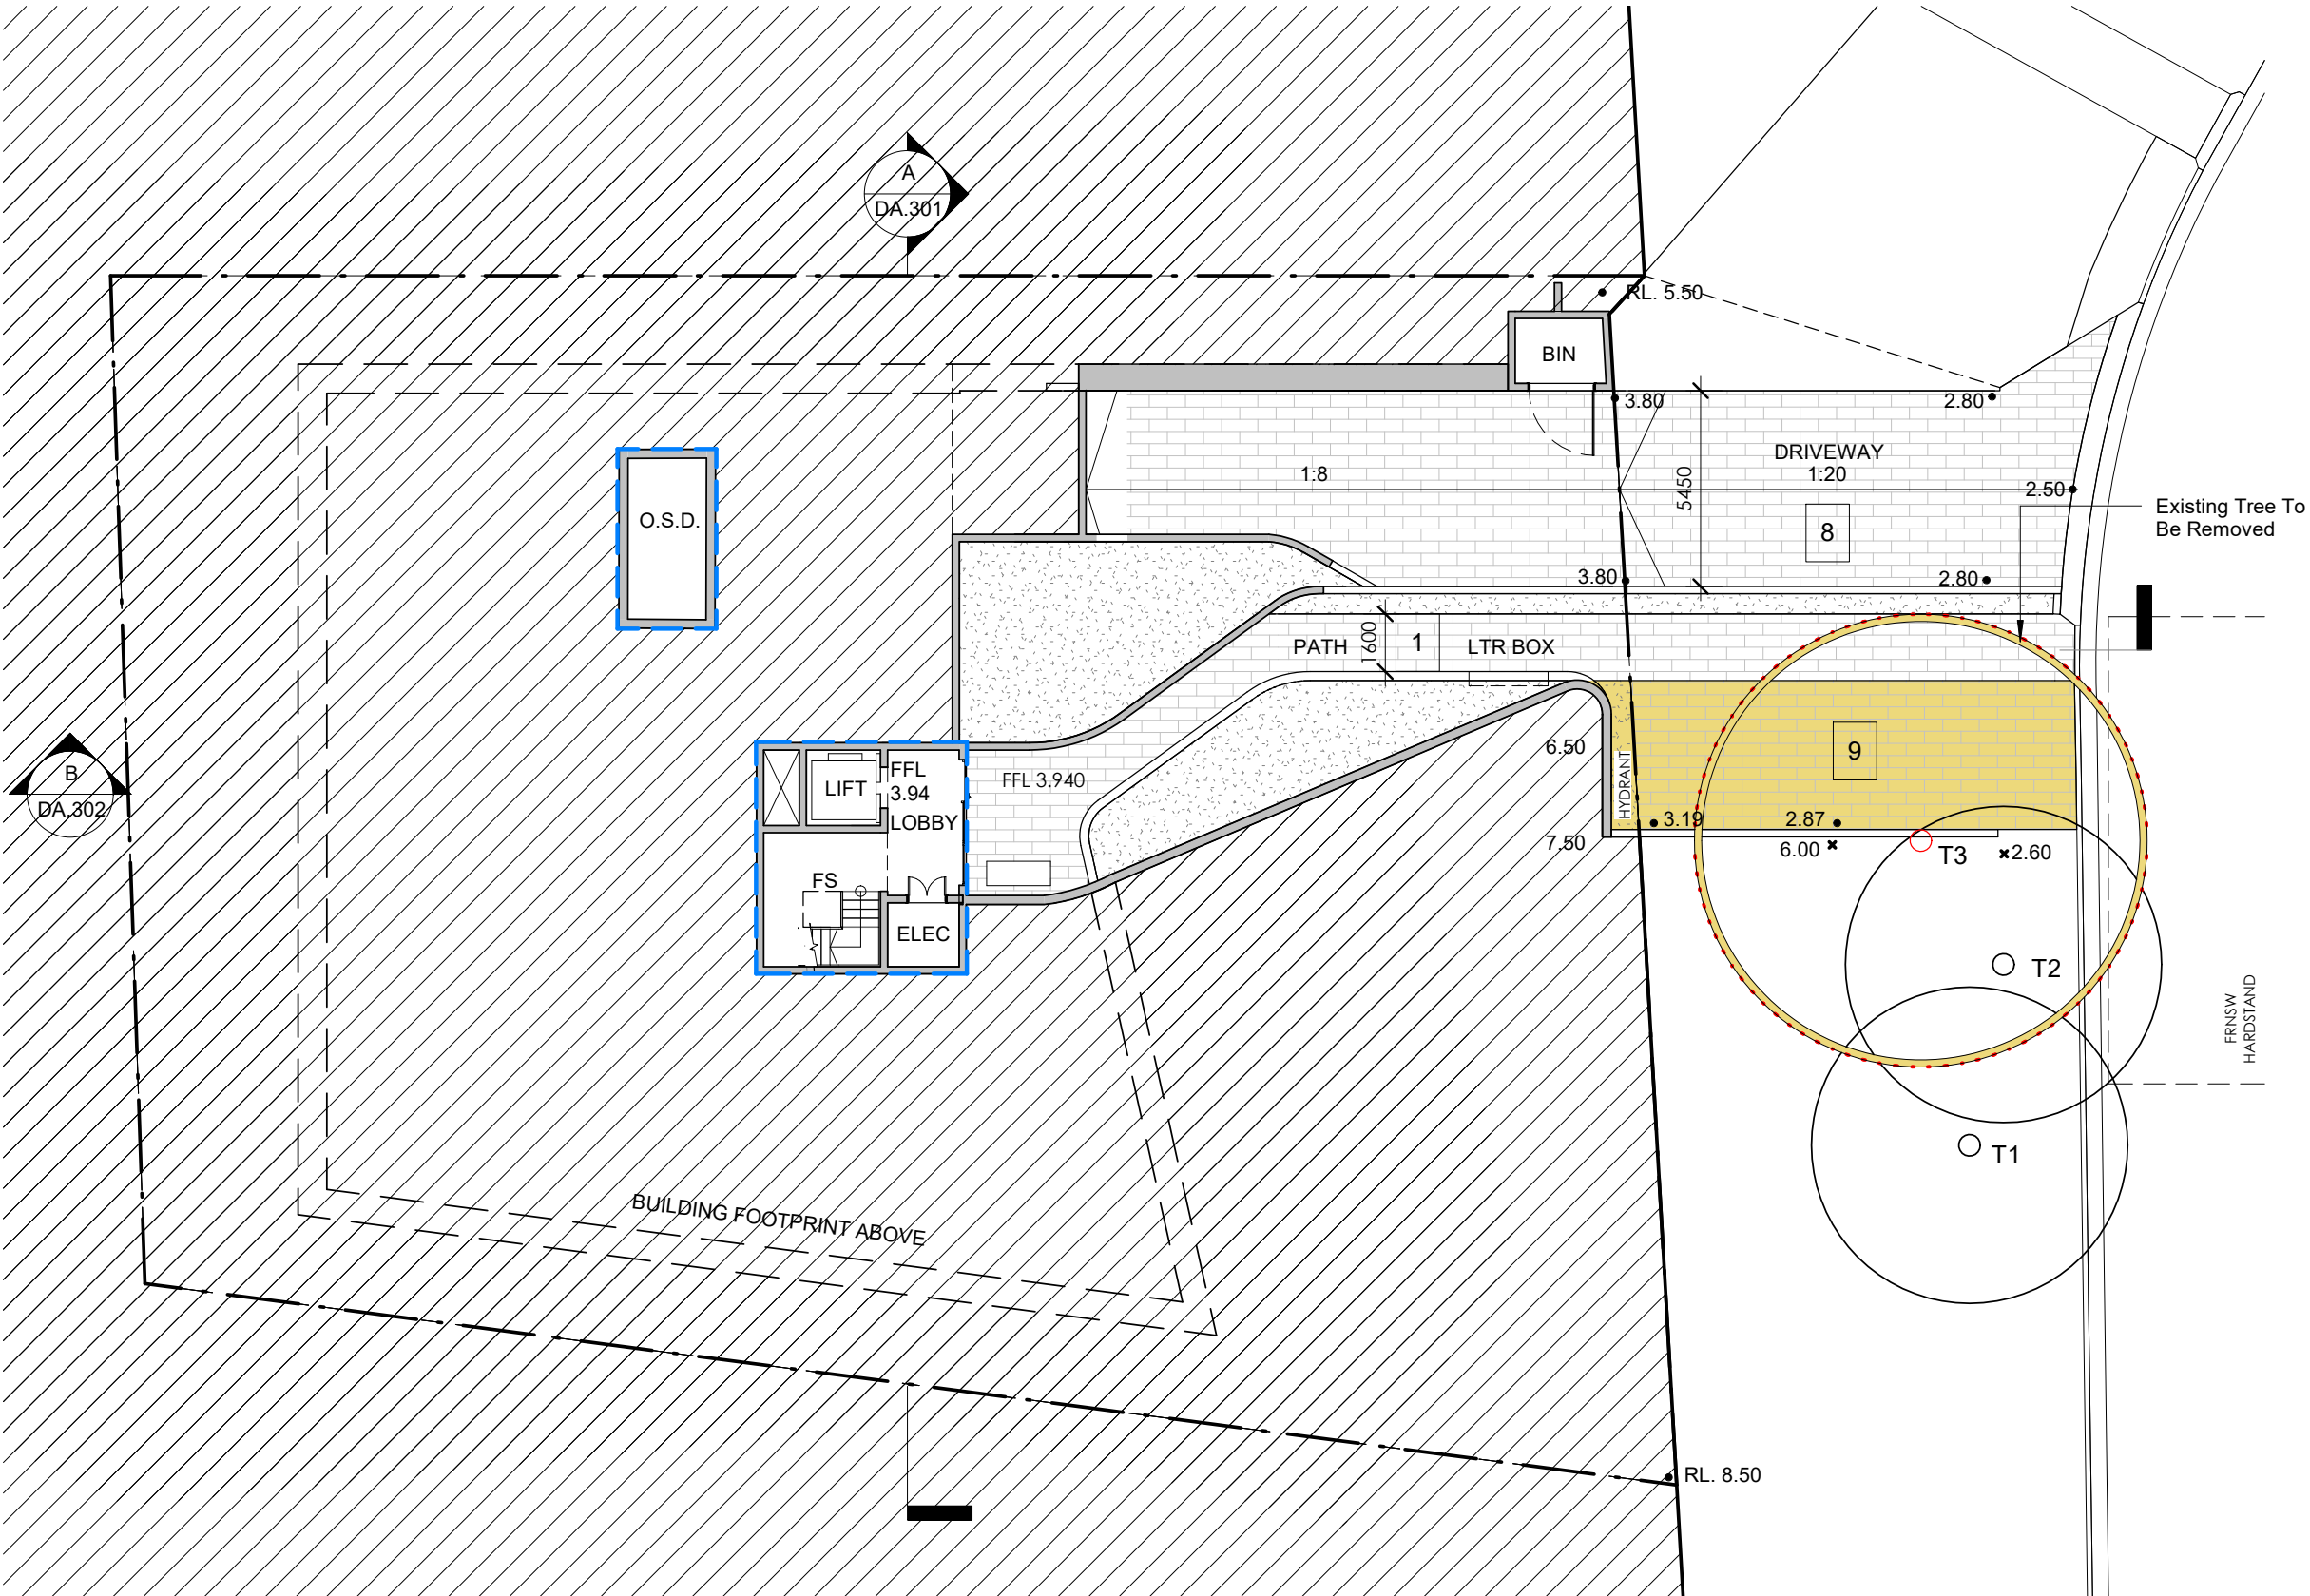 A
DA.301
RL. 5.50
BIN
3.80
2.80
DRIVEWAY
1:8
1:20
5450
2.50
Existing Tree To
Be Removed
O.S.D.
8
3.80
2.80
PATH
1600
1
LTR BOX
6.50
HYDRANT
9
B
DA.302
LIFT
FFL
3.94
LOBBY
FFL 3.940
3.19
2.87
7.50
6.00
T3
2.60
FS
ELEC
T2
FRNSW
HARDSTAND
T1
BUILDING FOOTPRINT ABOVE
RL. 8.50